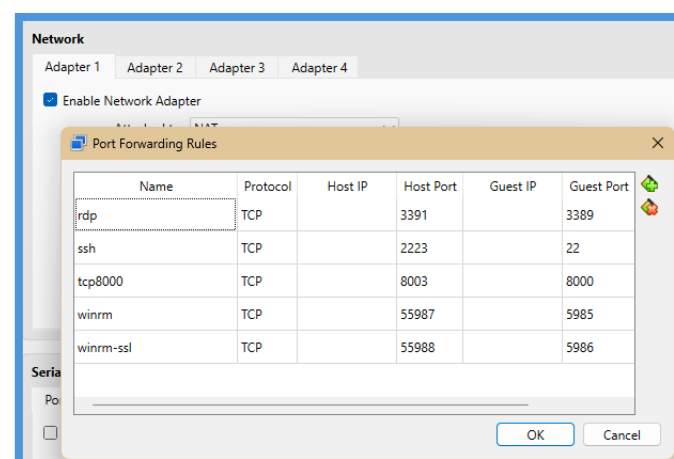 Network
Adapter 1 Adapter 2 Adapter 3 Adapter 4
Enable Network Adapter
Port Forwarding Rules
Name Protocol Host IP Host Port Guest IP Guest Port
rdp TCP 3391 3389
ssh TCP 2223 22
tcp8000 TCP 8003 8000
winrm TCP 55987 5985
winrm-ssl TCP 55988 5986
OK Cancel